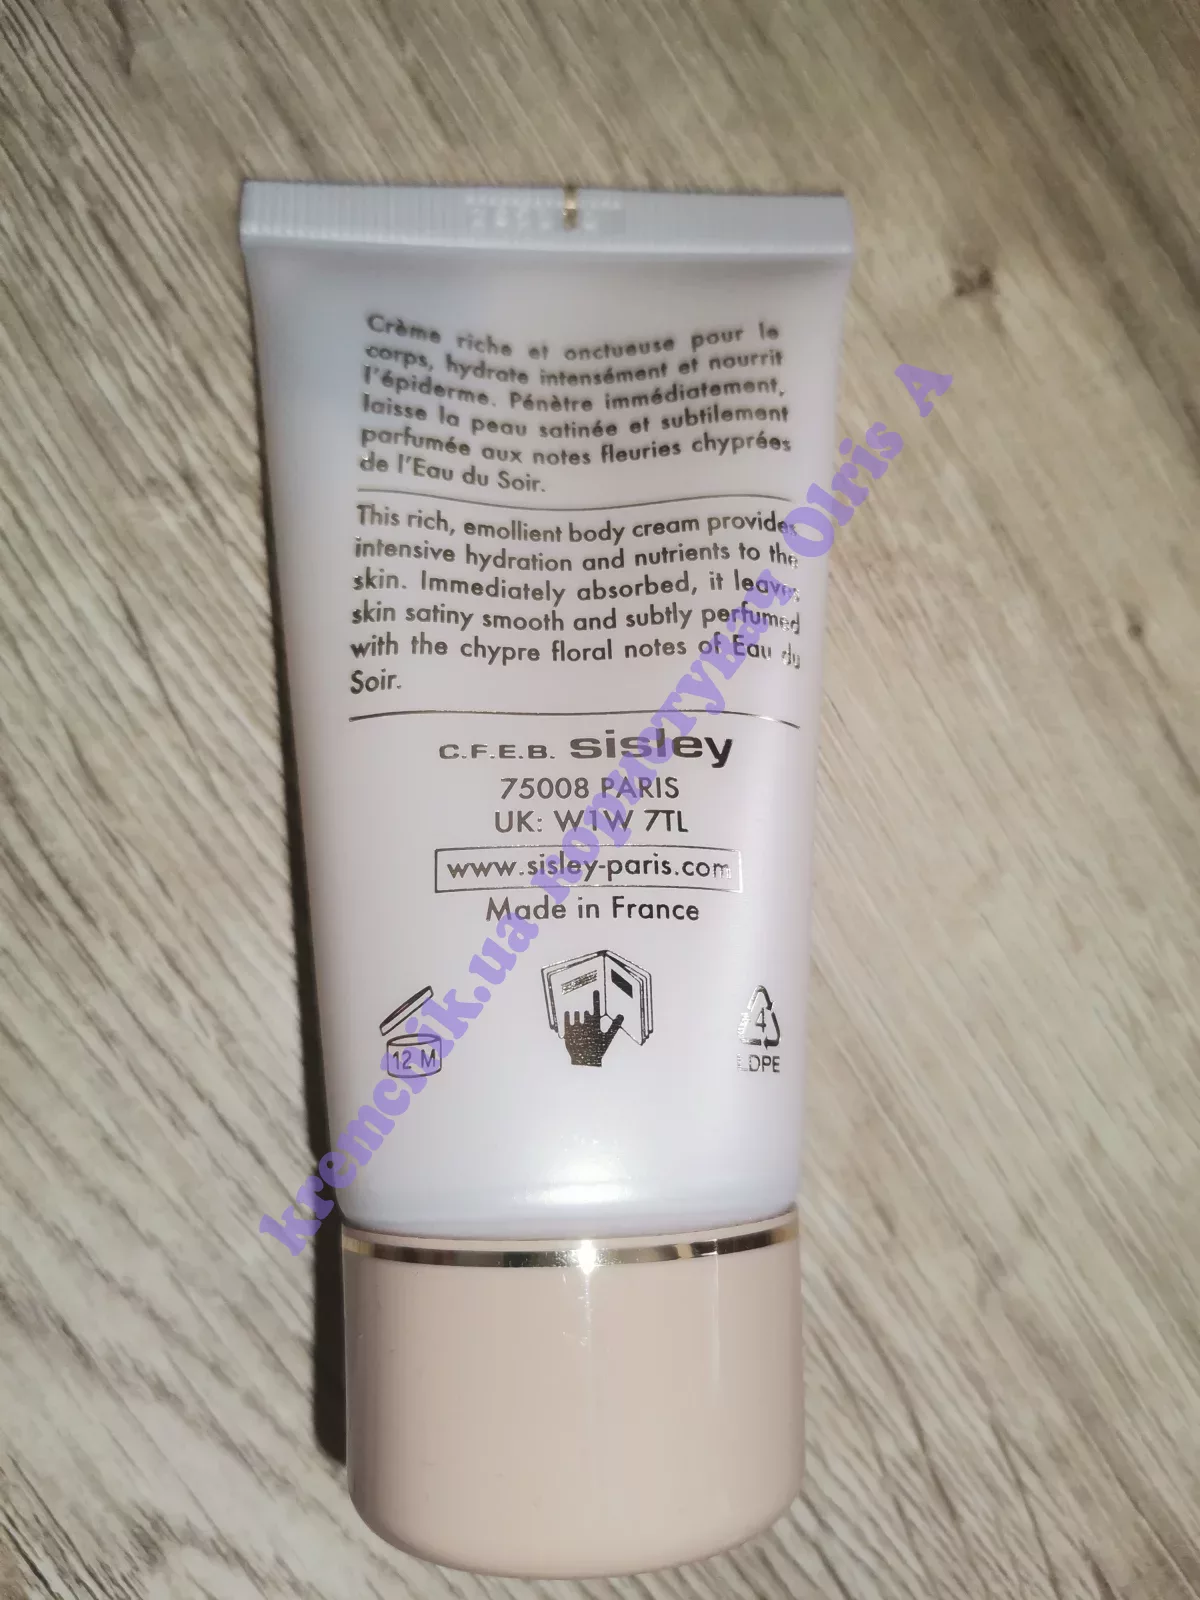 Crème riche et onctueuse pour le
corps, hydrate intensément et nourrit
l'épiderme. Pénètre immédiatement,
laisse la peau satinée et subtilement
parfumée aux notes fleuries chyprées
de l'Eau du Soir.
This rich, emollient body cream provides
intensive hydration and nutrients to the
skin. Immediately absorbed, it leaves
skin satiny smooth and subtly perfumed
with the chypre floral notes of Eau du
Soir.
C.F.E.B. sisley
75008 PARIS
UK: W1W 7TL
www.sisley-paris.com
Made in France
12 M
4
LDPE
kremchik.ua користувач Olris A